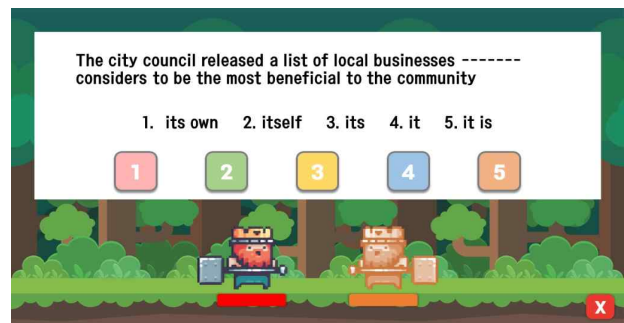 The city council released a list of local businesses -------
considers to be the most beneficial to the community
1. its own 2. itself 3. its 4. it 5. it is
1 2 3 4 5
X